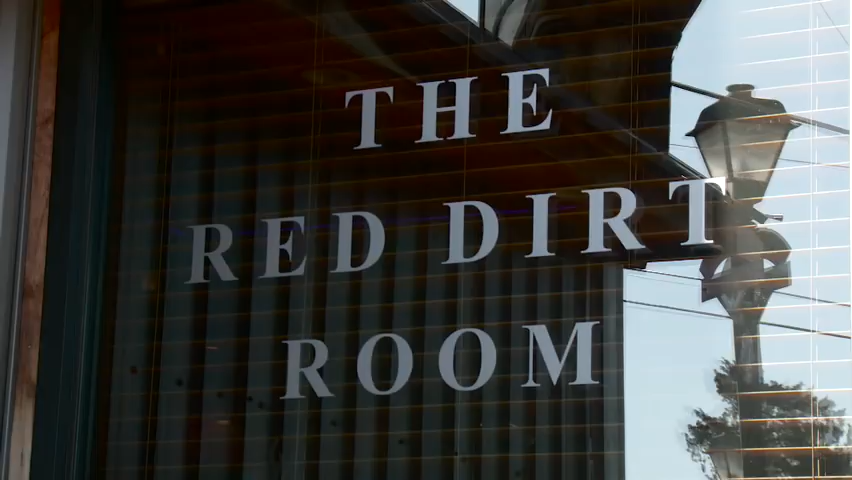 THE
RED DIRT
ROOM